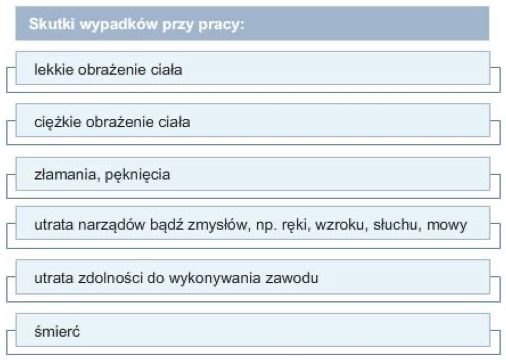 Skutki wypadków przy pracy:
lekkie obrażenie ciała
ciężkie obrażenie ciała
złamania, pęknięcia
utrata narządów bądź zmysłów, np. ręki, wzroku, słuchu, mowy
utrata zdolności do wykonywania zawodu
śmierć